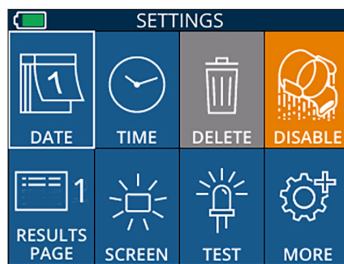 SETTINGS
1
DATE
TIME
DELETE
DISABLE
1
RESULTS
PAGE
SCREEN
TEST
MORE